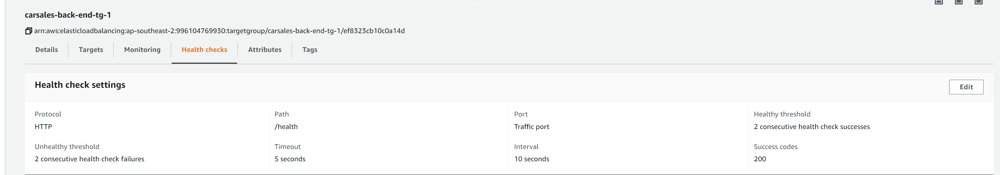 carsales-back-end-tg-1
arn:aws:elasticloadbalancing:ap-southeast-2:996104769930:targetgroup/carsales-back-end-tg-1/ef8323cb10c0a14d
Details Targets Monitoring Health checks Attributes Tags
Health check settings
Edit
Protocol Path Port Healthy threshold
HTTP /health Traffic port 2 consecutive health check successes
Unhealthy threshold Timeout Interval Success codes
2 consecutive health check failures 5 seconds 10 seconds 200